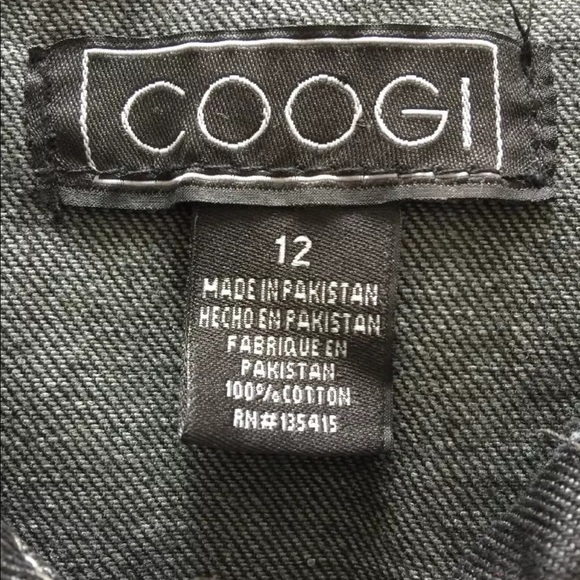 COOGI
12
MADE IN PAKISTAN
HECHO EN PAKISTAN
FABRIQUE EN
PAKISTAN
100% COTTON
RN# 135415